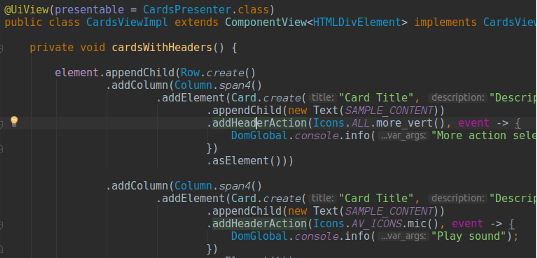 @UiView(presentable = CardsPresenter.class)
public class CardsViewImpl extends ComponentView<HTMLDivElement> implements CardsView
private void cardsWithHeaders() {
element.appendChild(Row.create()
.addColumn(Column.span4()
.addElement(Card.create( title: "Card Title", description: "Descrip
.appendChild(new Text(SAMPLE_CONTENT))
.addHeaderAction(Icons.ALL.more_vert(), event -> {
DomGlobal.console.info( ...var_args: "More action sele
})
.asElement()))
.addColumn(Column.span4()
.addElement(Card.create( title: "Card Title", description: "Descrip
.appendChild(new Text(SAMPLE_CONTENT))
.addHeaderAction(Icons.AV_ICONS.mic(), event -> {
DomGlobal.console.info( ...var_args: "Play sound");
})